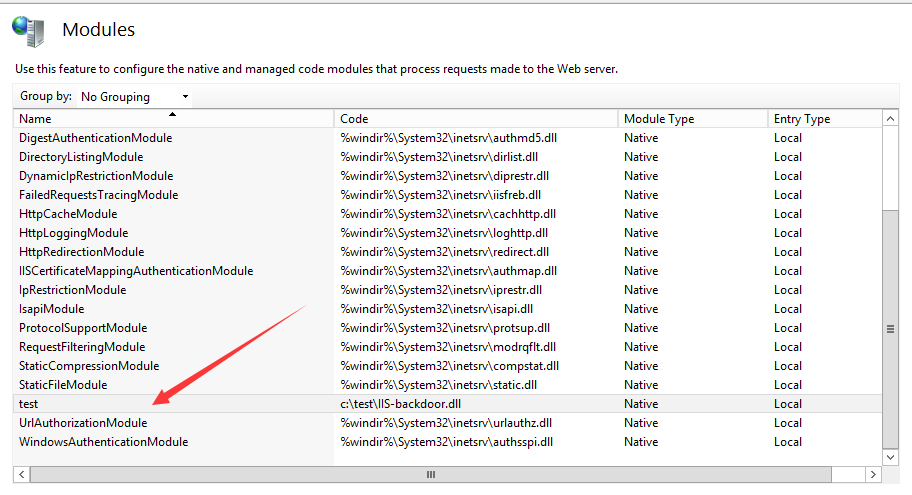 Modules
Use this feature to configure the native and managed code modules that process requests made to the Web server.
Group by: No Grouping
Name Code Module Type Entry Type
DigestAuthenticationModule %windir%\System32\inetsrv\authmd5.dll Native Local
DirectoryListingModule %windir%\System32\inetsrv\dirlist.dll Native Local
DynamicIpRestrictionModule %windir%\System32\inetsrv\diprestr.dll Native Local
FailedRequestsTracingModule %windir%\System32\inetsrv\iisfreb.dll Native Local
HttpCacheModule %windir%\System32\inetsrv\cachhttp.dll Native Local
HttpLoggingModule %windir%\System32\inetsrv\loghttp.dll Native Local
HttpRedirectionModule %windir%\System32\inetsrv\redirect.dll Native Local
IISCertificateMappingAuthenticationModule %windir%\System32\inetsrv\authmap.dll Native Local
IpRestrictionModule %windir%\System32\inetsrv\iprestr.dll Native Local
IsapiModule %windir%\System32\inetsrv\isapi.dll Native Local
ProtocolSupportModule %windir%\System32\inetsrv\protsup.dll Native Local
RequestFilteringModule %windir%\System32\inetsrv\modrqflt.dll Native Local
StaticCompressionModule %windir%\System32\inetsrv\compstat.dll Native Local
StaticFileModule %windir%\System32\inetsrv\static.dll Native Local
test c:\test\IIS-backdoor.dll Native Local
UrlAuthorizationModule %windir%\System32\inetsrv\urlauthz.dll Native Local
WindowsAuthenticationModule %windir%\System32\inetsrv\authsspi.dll Native Local